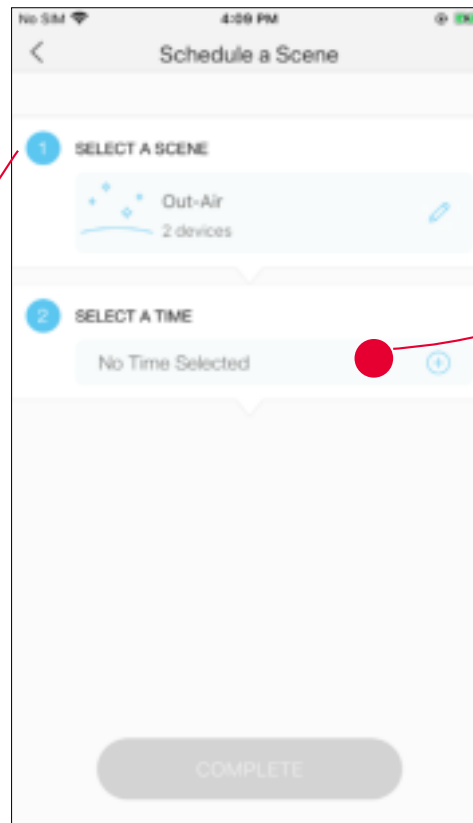 No SIM 4:09 PM
Schedule a Scene
1 SELECT A SCENE
Out-Air
2 devices
2 SELECT A TIME
No Time Selected
COMPLETE